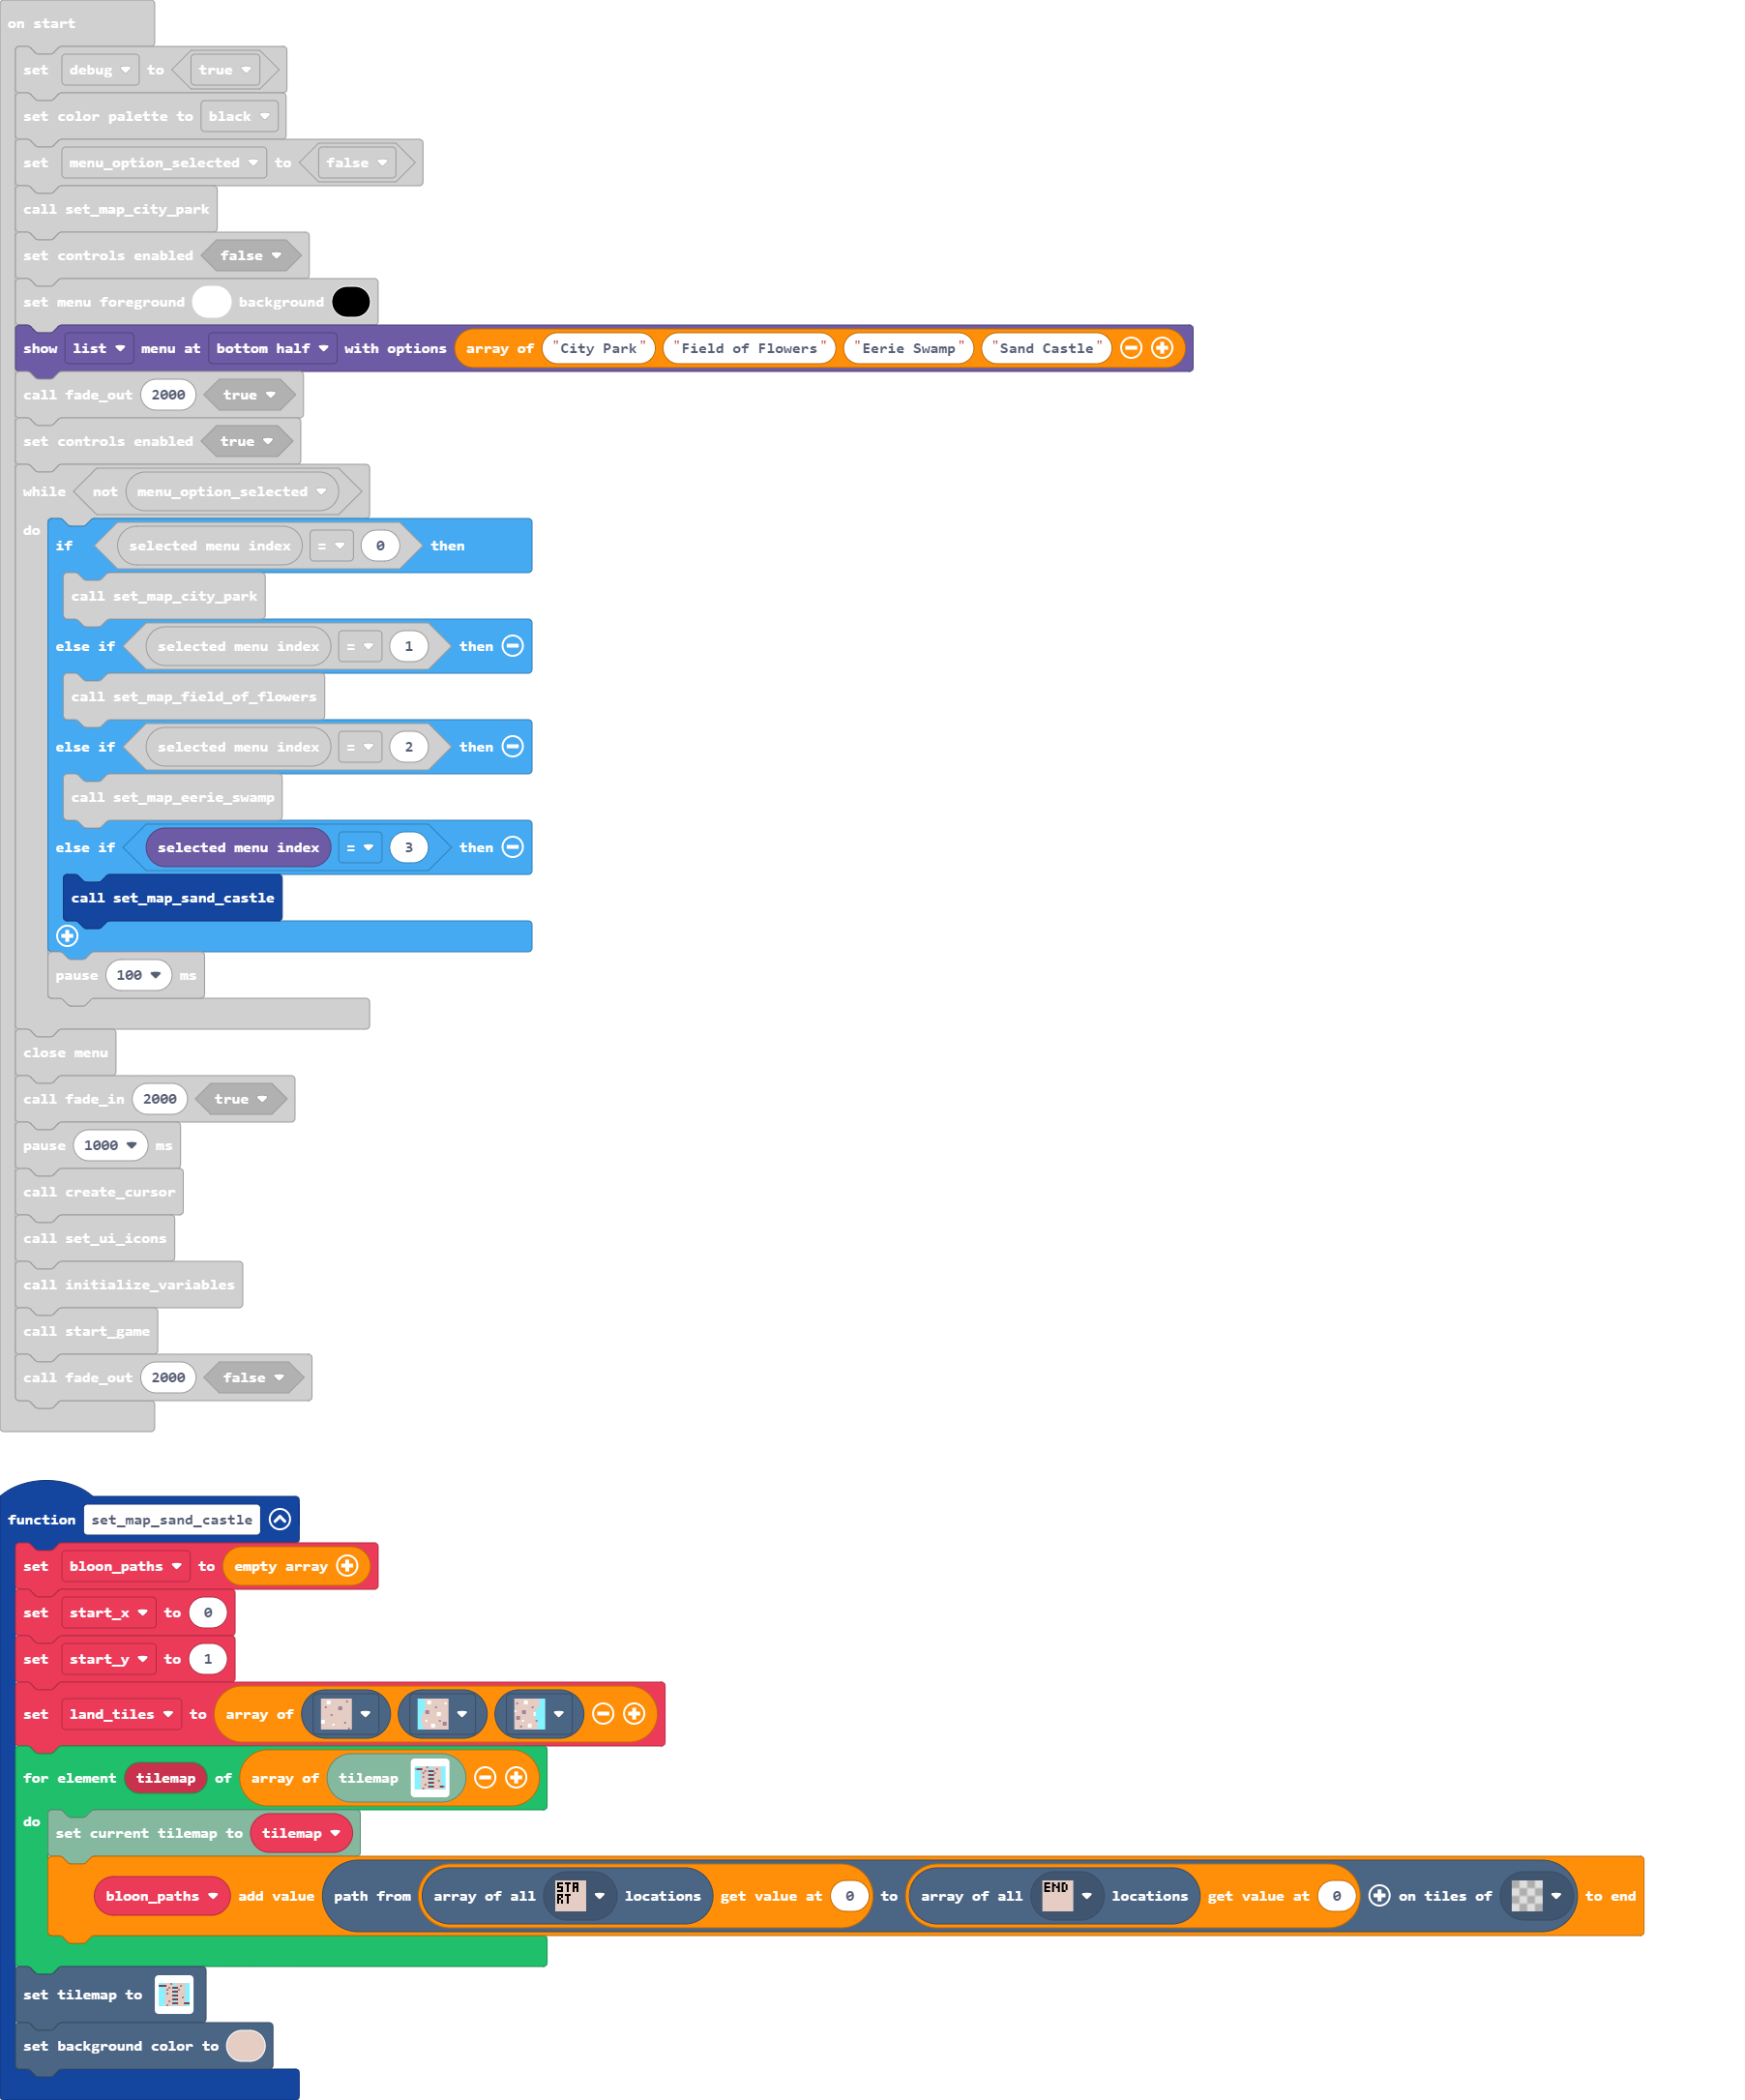 on start
set debug to true
set color palette to black
set menu_option_selected to false
call set_map_city_park
set controls enabled false
set menu foreground background
show list menu at bottom half with options array of "City Park" "Field of Flowers" "Eerie Swamp" "Sand Castle"
call fade_out 2000 true
set controls enabled true
while not menu_option_selected
do
if selected menu index = 0 then
call set_map_city_park
else if selected menu index = 1 then
call set_map_field_of_flowers
else if selected menu index = 2 then
call set_map_eerie_swamp
else if selected menu index = 3 then
call set_map_sand_castle
pause 100 ms
close menu
call fade_in 2000 true
pause 1000 ms
call create_cursor
call set_ui_icons
call initialize_variables
call start_game
call fade_out 2000 false
function set_map_sand_castle
set bloon_paths to empty array
set start_x to 0
set start_y to 1
set land_tiles to array of
for element tilemap of array of tilemap
do
set current tilemap to tilemap
bloon_paths add value path from array of all START locations get value at 0 to array of all END locations get value at 0 on tiles of to end
set tilemap to
set background color to